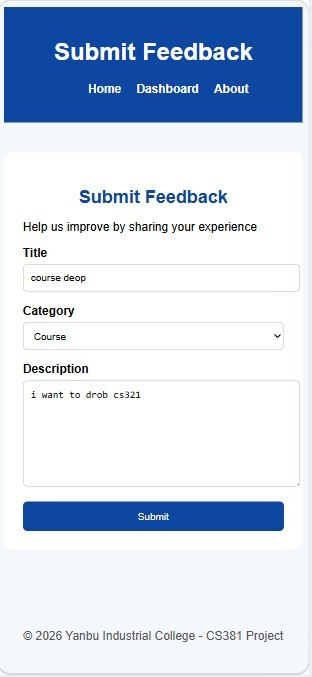 Submit Feedback
Home Dashboard About
Submit Feedback
Help us improve by sharing your experience
Title
course deop
Category
Course
Description
i want to drob cs321
Submit
© 2026 Yanbu Industrial College - CS381 Project